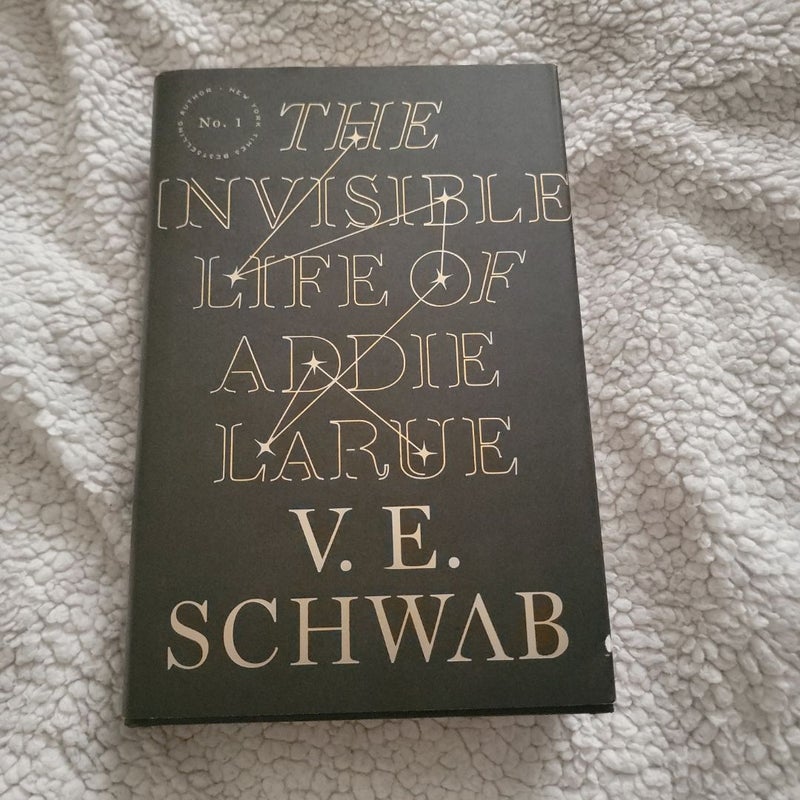 NEW YORK TIMES BESTSELLING AUTHOR •
No. 1
THE
INVISIBLE
LIFE OF
ADDIE
LARUE
V. E.
SCHWAB